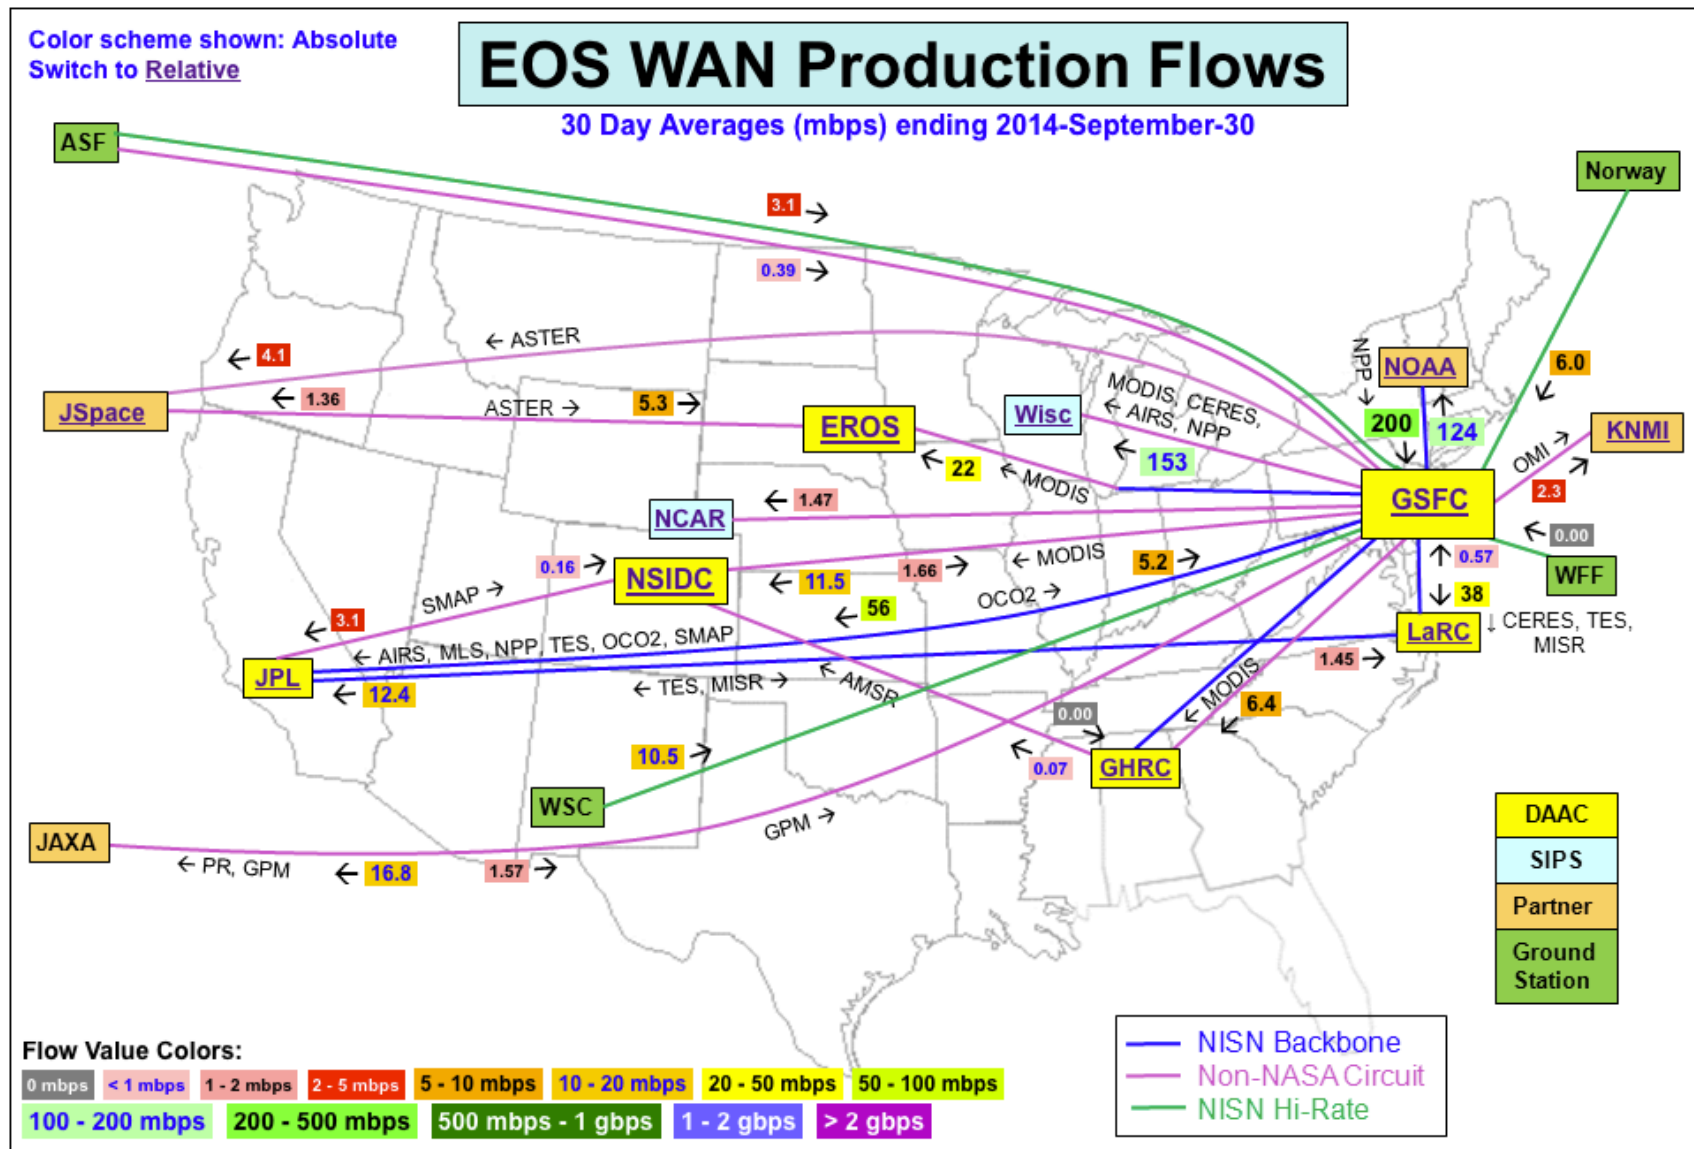 Color scheme shown: Absolute
Switch to Relative
EOS WAN Production Flows
30 Day Averages (mbps) ending 2014-September-30
ASF
Norway
3.1 →
0.39 →
← ASTER
← 4.1
← 1.36
JSpace
ASTER →
5.3 →
EROS
← 22
Wisc
MODIS, CERES,
← AIRS, NPP
← 153
← MODIS
NPP →
NOAA
200 ↓
↑ 124
6.0
KNMI
OMI →
2.3
GSFC
0.00
WFF
NCAR
← 1.47
0.16 →
NSIDC
1.66 →
← MODIS
5.2 →
← 11.5
← 56
OCO2 →
SMAP →
← 3.1
← AIRS, MLS, NPP, TES, OCO2, SMAP
JPL
← 12.4
← TES, MISR →
← AMSR
↑ 0.57
↓ 38
LaRC
↓ CERES, TES,
MISR
1.45 →
← MODIS
6.4
0.00
0.07
GHRC
10.5 →
WSC
GPM →
JAXA
← PR, GPM
← 16.8
1.57 →
DAAC
SIPS
Partner
Ground
Station
NISN Backbone
Non-NASA Circuit
NISN Hi-Rate
Flow Value Colors:
0 mbps < 1 mbps 1 - 2 mbps 2 - 5 mbps 5 - 10 mbps 10 - 20 mbps 20 - 50 mbps 50 - 100 mbps
100 - 200 mbps 200 - 500 mbps 500 mbps - 1 gbps 1 - 2 gbps > 2 gbps